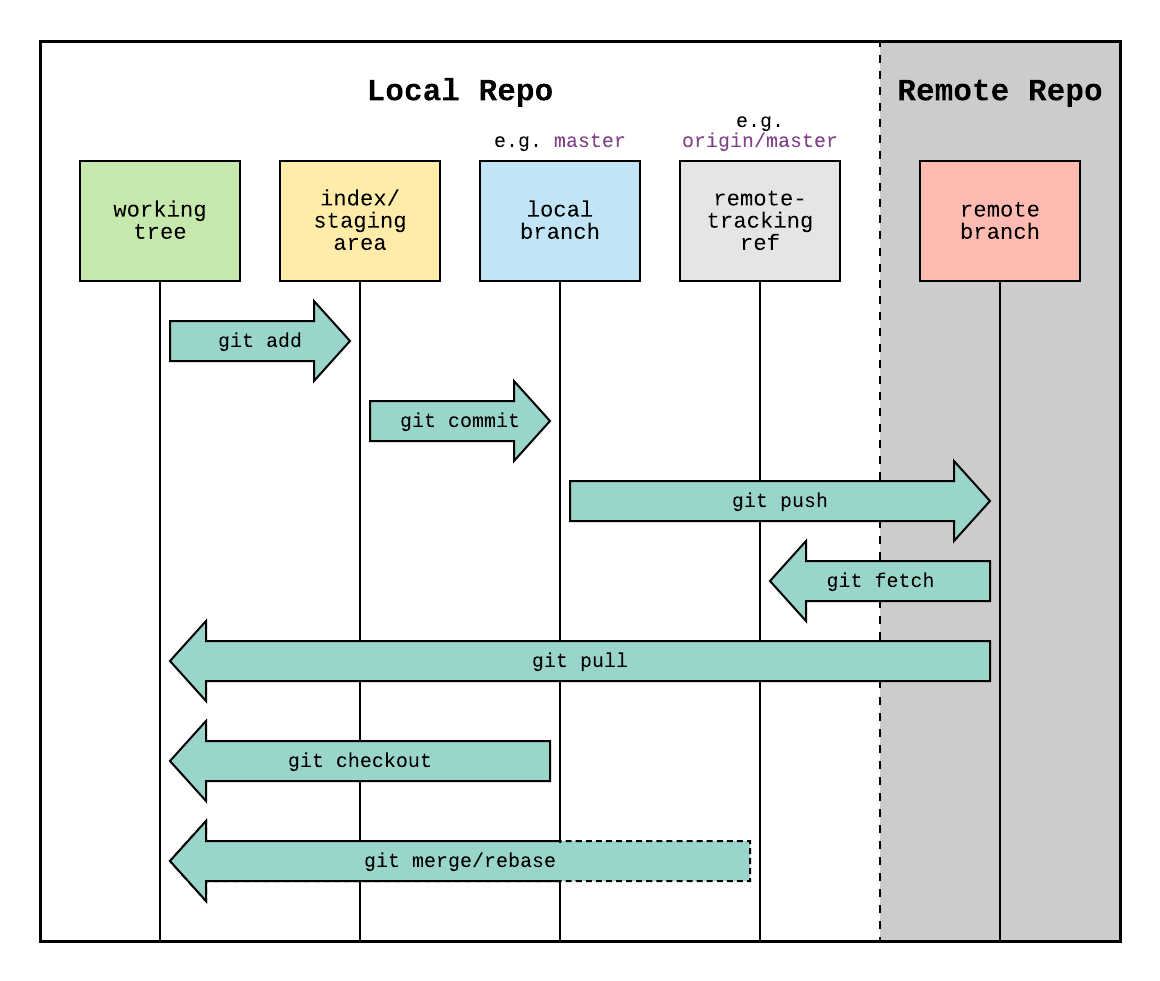 Local Repo
Remote Repo
e.g. master
e.g.
origin/master
working
tree
index/
staging
area
local
branch
remote-
tracking
ref
remote
branch
git add
git commit
git push
git fetch
git pull
git checkout
git merge/rebase